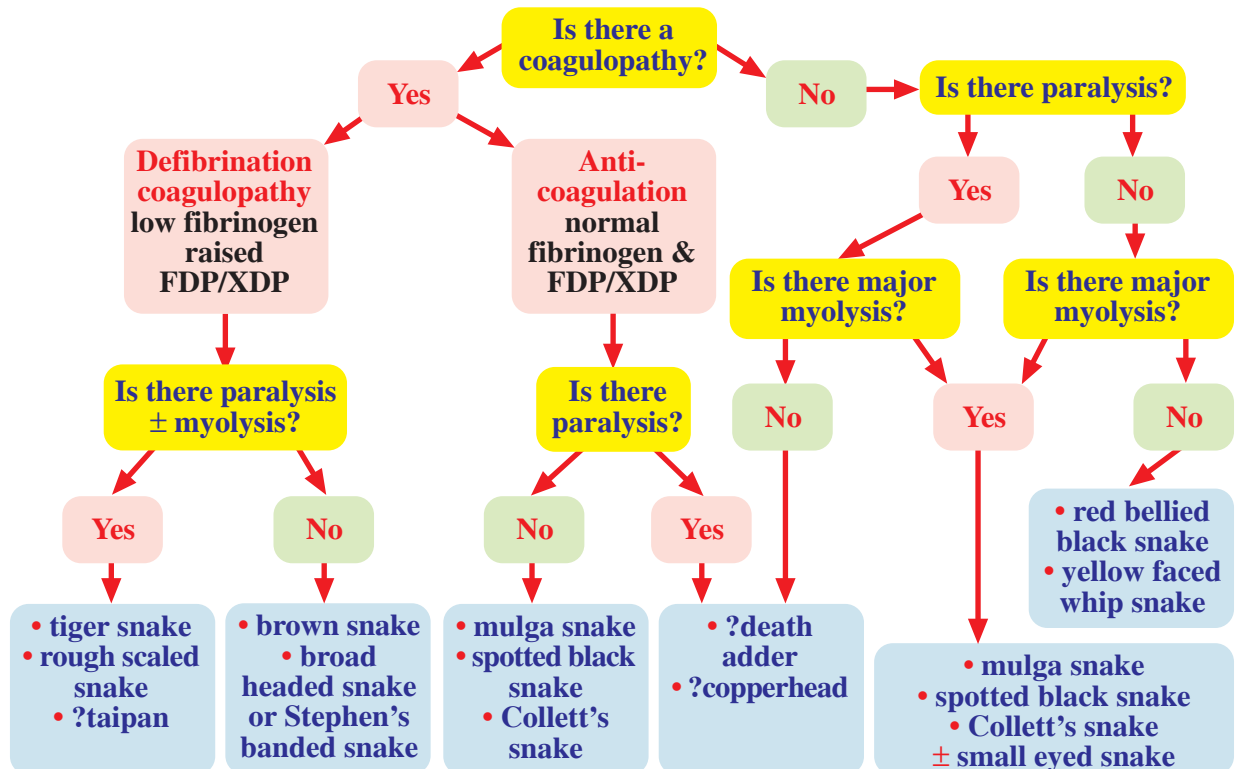 Is there a
coagulopathy?
Yes
No
Is there paralysis?
Defibrination
coagulopathy
low fibrinogen
raised
FDP/XDP
Anti-
coagulation
normal
fibrinogen &
FDP/XDP
Yes
No
Is there major
myolysis?
Is there major
myolysis?
Is there paralysis
± myolysis?
Is there
paralysis?
No
Yes
No
Yes
No
No
Yes
• red bellied
black snake
• yellow faced
whip snake
• tiger snake
• rough scaled
snake
• ?taipan
• brown snake
• broad
headed snake
or Stephen's
banded snake
• mulga snake
• spotted black
snake
• Collett's
snake
• ?death
adder
• ?copperhead
• mulga snake
• spotted black snake
• Collett's snake
± small eyed snake